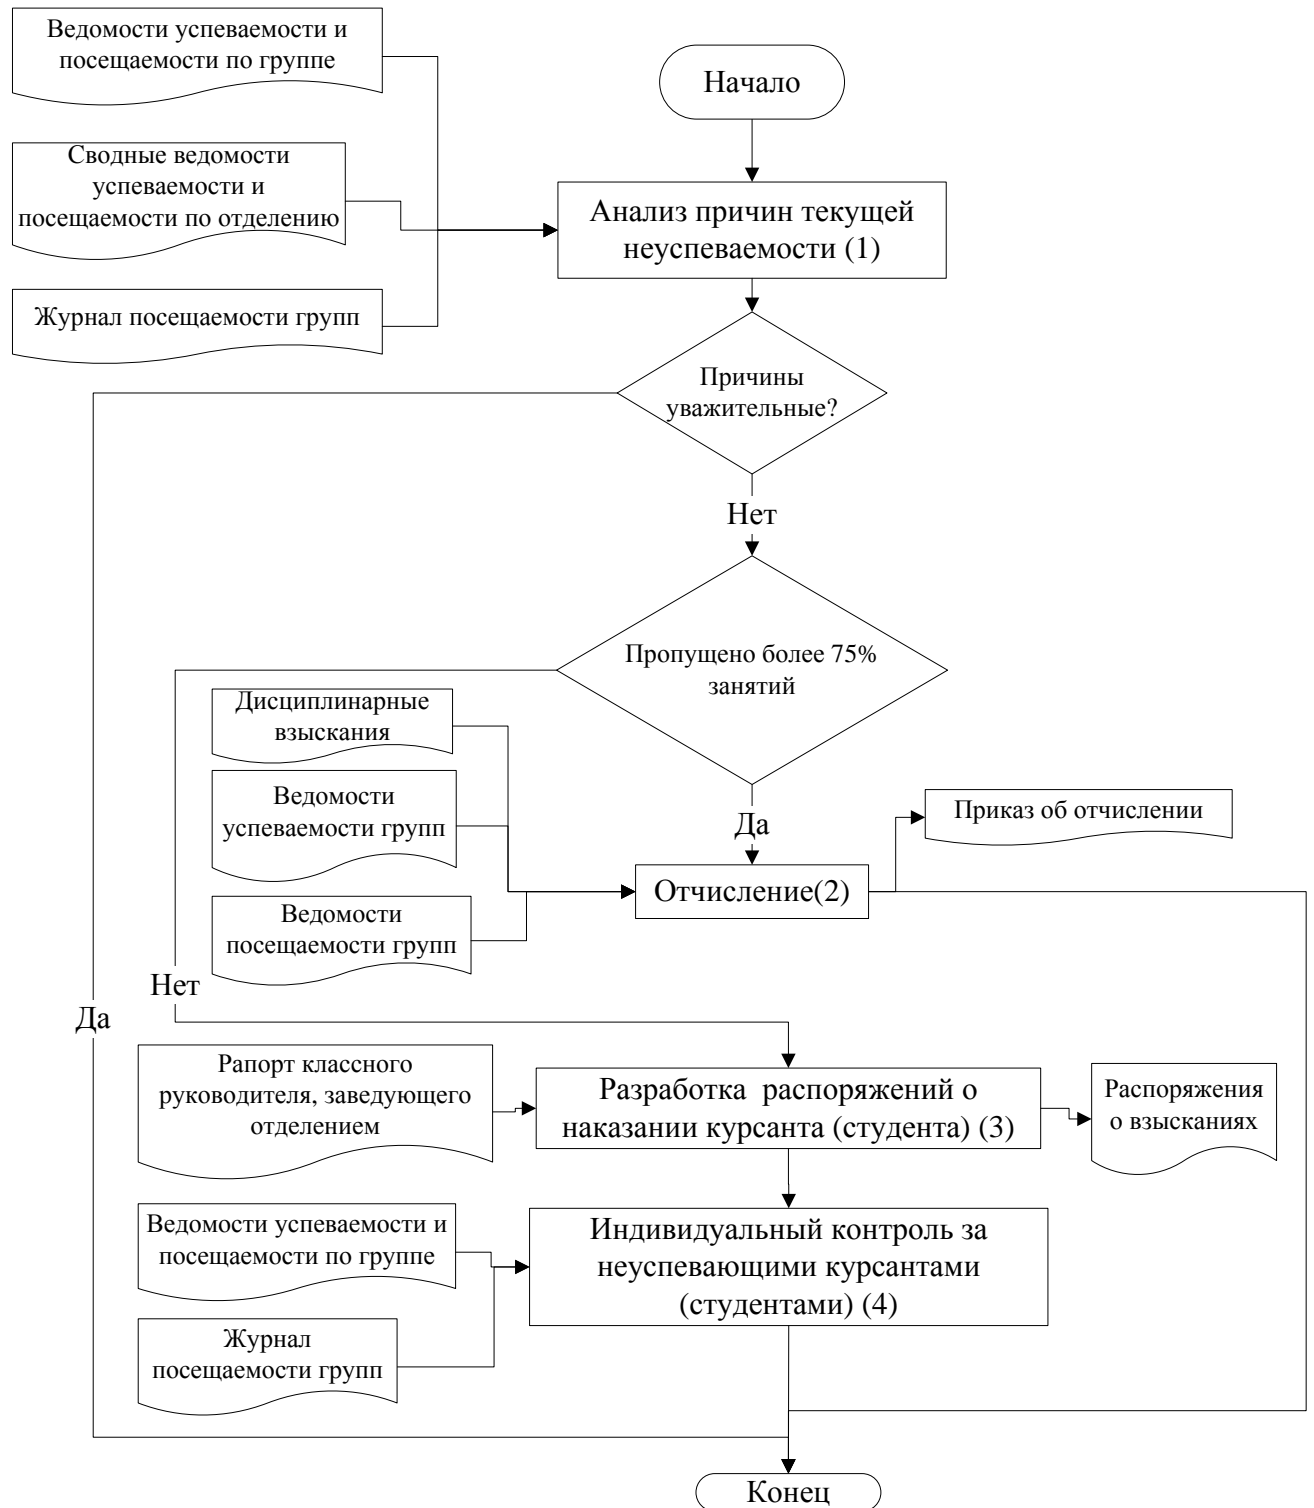 Ведомости успеваемости и
посещаемости по группе
Начало
Сводные ведомости
успеваемости и
посещаемости по отделению
Анализ причин текущей
неуспеваемости (1)
Журнал посещаемости групп
Причины
уважительные?
Нет
Пропущено более 75%
занятий
Дисциплинарные
взыскания
Ведомости
успеваемости групп
Да
Приказ об отчислении
Отчисление(2)
Ведомости
посещаемости групп
Нет
Да
Рапорт классного
руководителя, заведующего
отделением
Разработка распоряжений о
наказании курсанта (студента) (3)
Распоряжения
о взысканиях
Ведомости успеваемости и
посещаемости по группе
Индивидуальный контроль за
неуспевающими курсантами
(студентами) (4)
Журнал
посещаемости групп
Конец